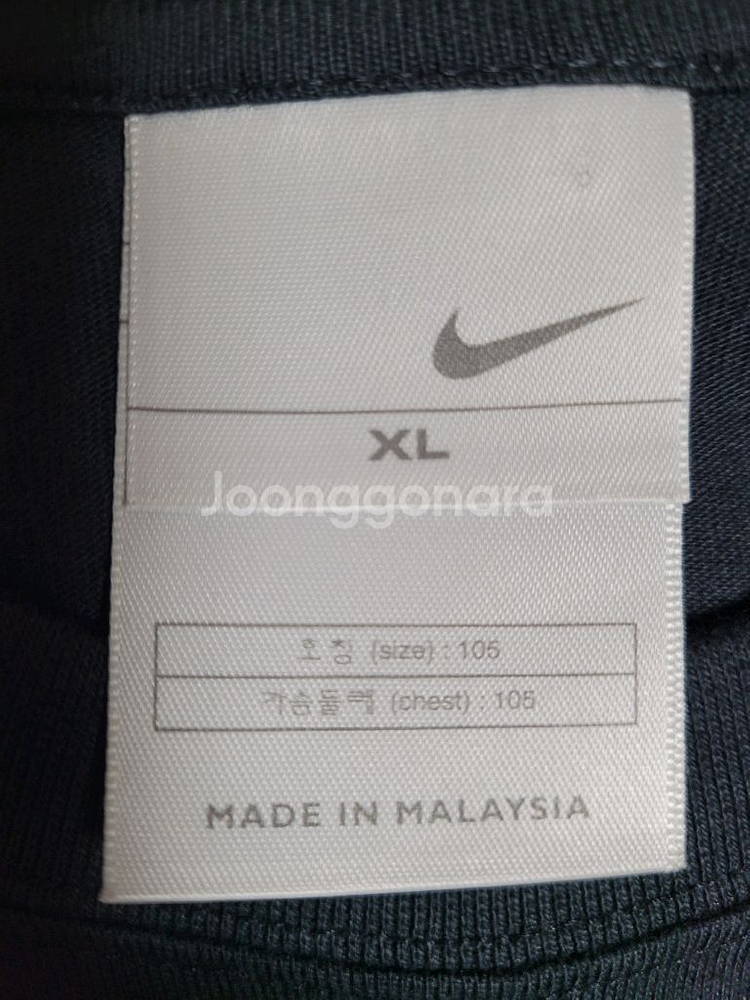 XL
Joonggonara
호칭 (size) : 105
가슴둘레 (chest) : 105
MADE IN MALAYSIA